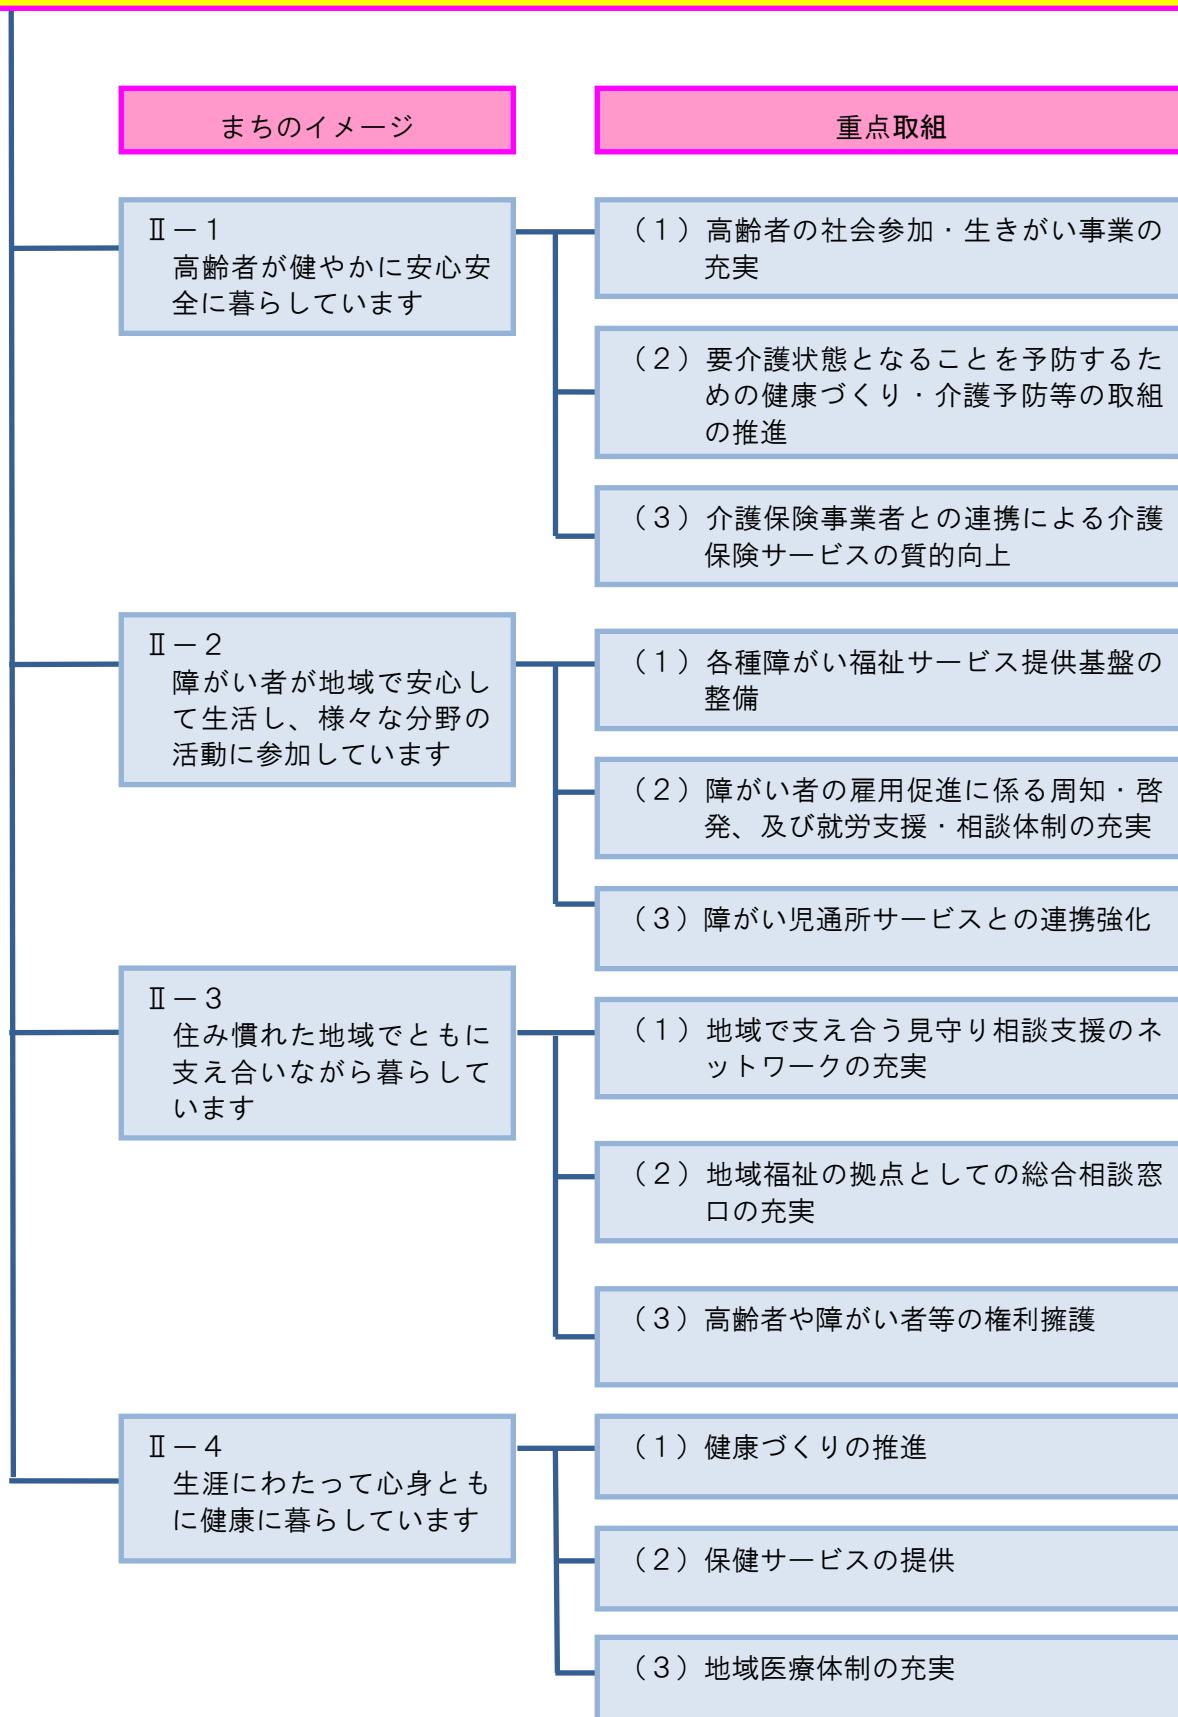 まちのイメージ
重点取組
Ⅱ－１
高齢者が健やかに安心安
全に暮らしています
（１）高齢者の社会参加・生きがい事業の
充実
（２）要介護状態となることを予防するた
めの健康づくり・介護予防等の取組
の推進
（３）介護保険事業者との連携による介護
保険サービスの質的向上
Ⅱ－２
障がい者が地域で安心し
て生活し、様々な分野の
活動に参加しています
（１）各種障がい福祉サービス提供基盤の
整備
（２）障がい者の雇用促進に係る周知・啓
発、及び就労支援・相談体制の充実
（３）障がい児通所サービスとの連携強化
Ⅱ－３
住み慣れた地域でともに
支え合いながら暮らして
います
（１）地域で支え合う見守り相談支援のネ
ットワークの充実
（２）地域福祉の拠点としての総合相談窓
口の充実
（３）高齢者や障がい者等の権利擁護
Ⅱ－４
生涯にわたって心身とも
に健康に暮らしています
（１）健康づくりの推進
（２）保健サービスの提供
（３）地域医療体制の充実